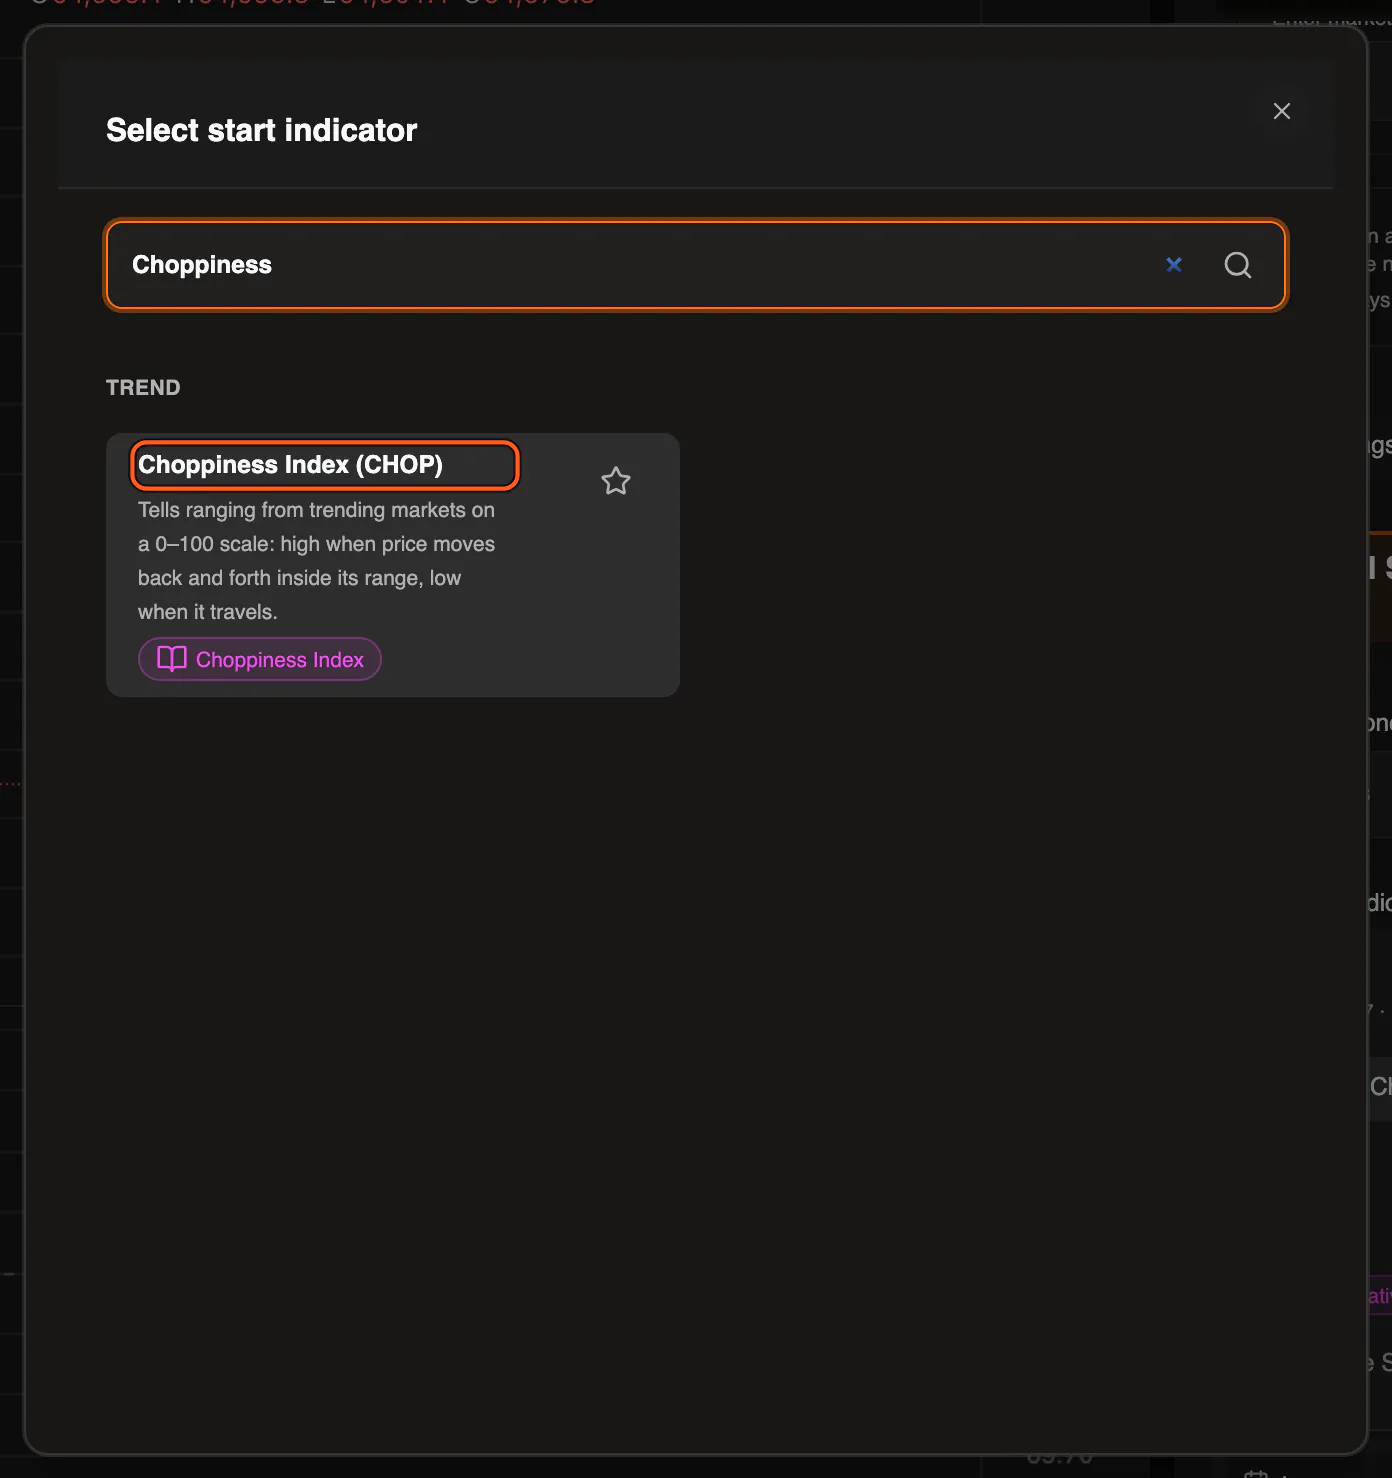 Select start indicator
Choppiness
TREND
Choppiness Index (CHOP)
Tells ranging from trending markets on
a 0–100 scale: high when price moves
back and forth inside its range, low
when it travels.
Choppiness Index